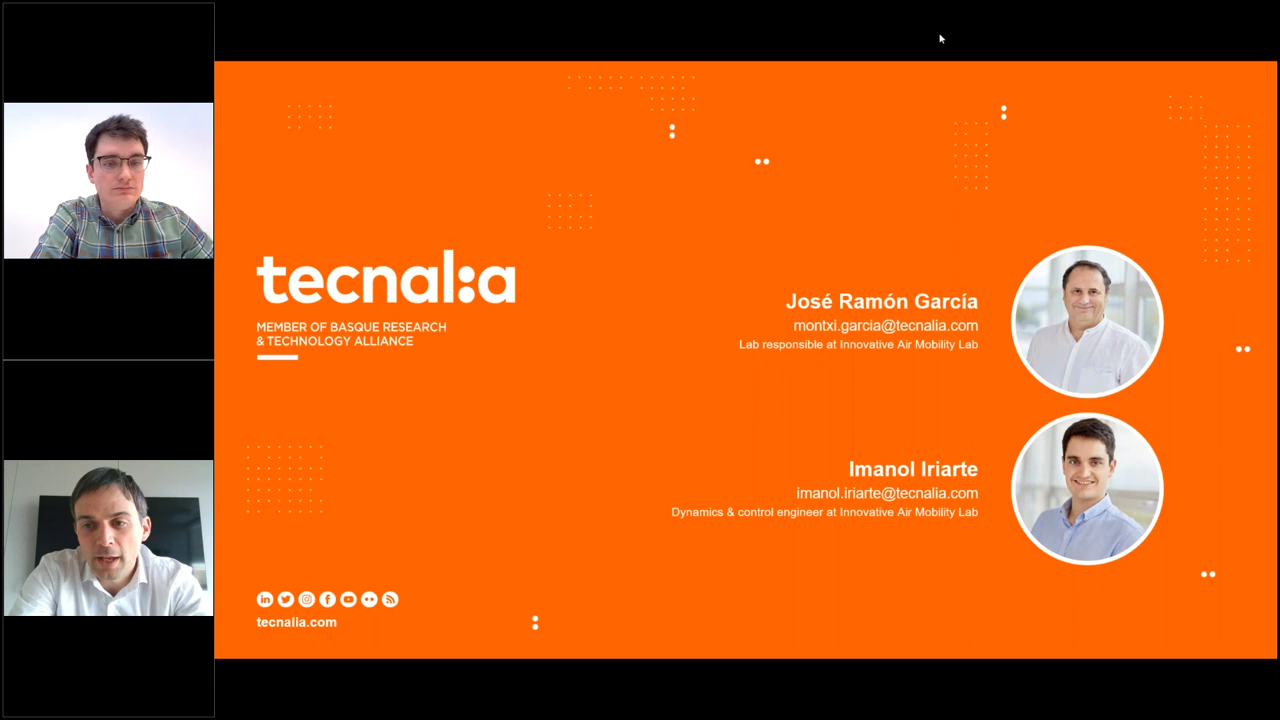 tecnalia
MEMBER OF BASQUE RESEARCH
& TECHNOLOGY ALLIANCE
José Ramón García
montxi.garcia@tecnalia.com
Lab responsible at Innovative Air Mobility Lab
Imanol Iriarte
imanol.iriarte@tecnalia.com
Dynamics & control engineer at Innovative Air Mobility Lab
tecnalia.com